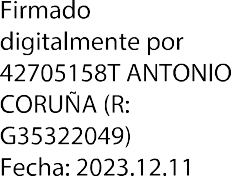 Firmado
digitalmente por
42705158T ANTONIO
CORUÑA (R:
G35322049)
Fecha: 2023.12.11